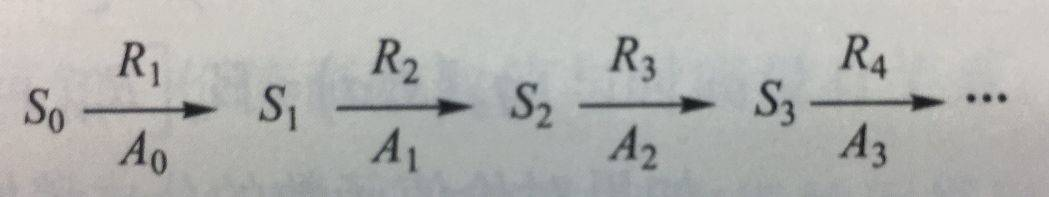 R₁ R₂ R₃ R₄
S₀ → S₁ → S₂ → S₃ → ...
A₀ A₁ A₂ A₃